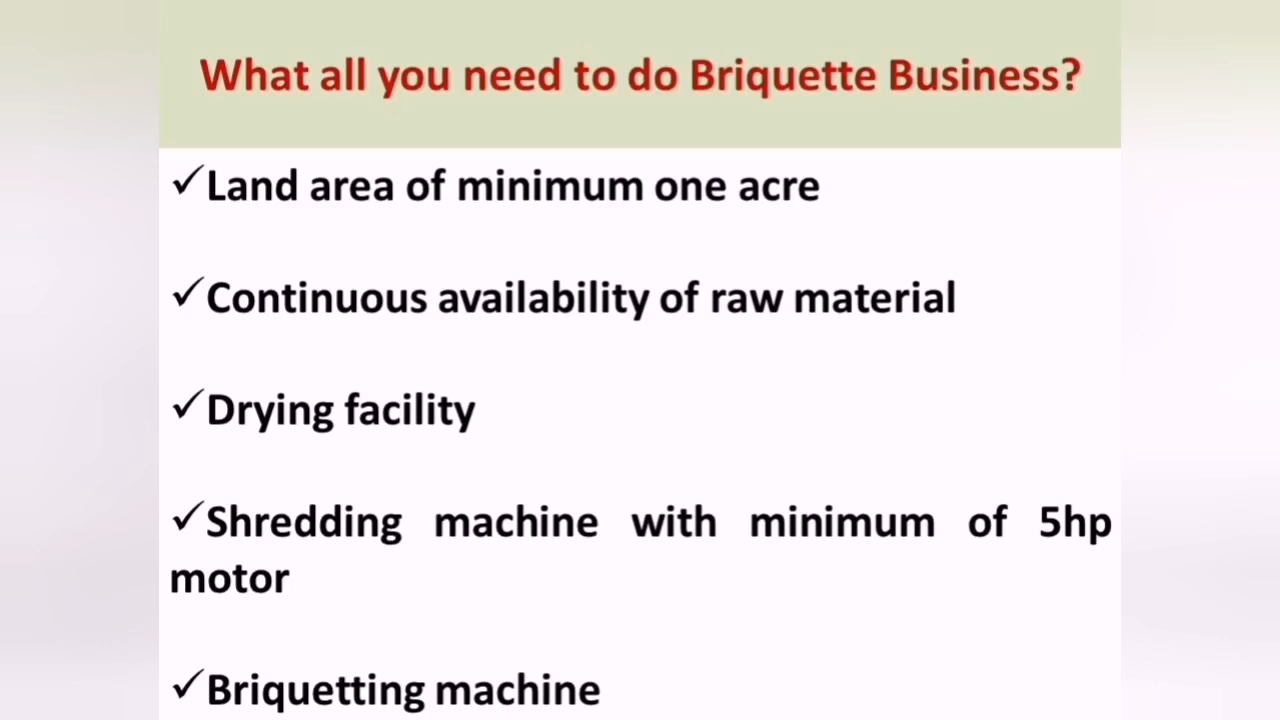 What all you need to do Briquette Business?
✓Land area of minimum one acre
✓Continuous availability of raw material
✓Drying facility
✓Shredding machine with minimum of 5hp
motor
✓Briquetting machine